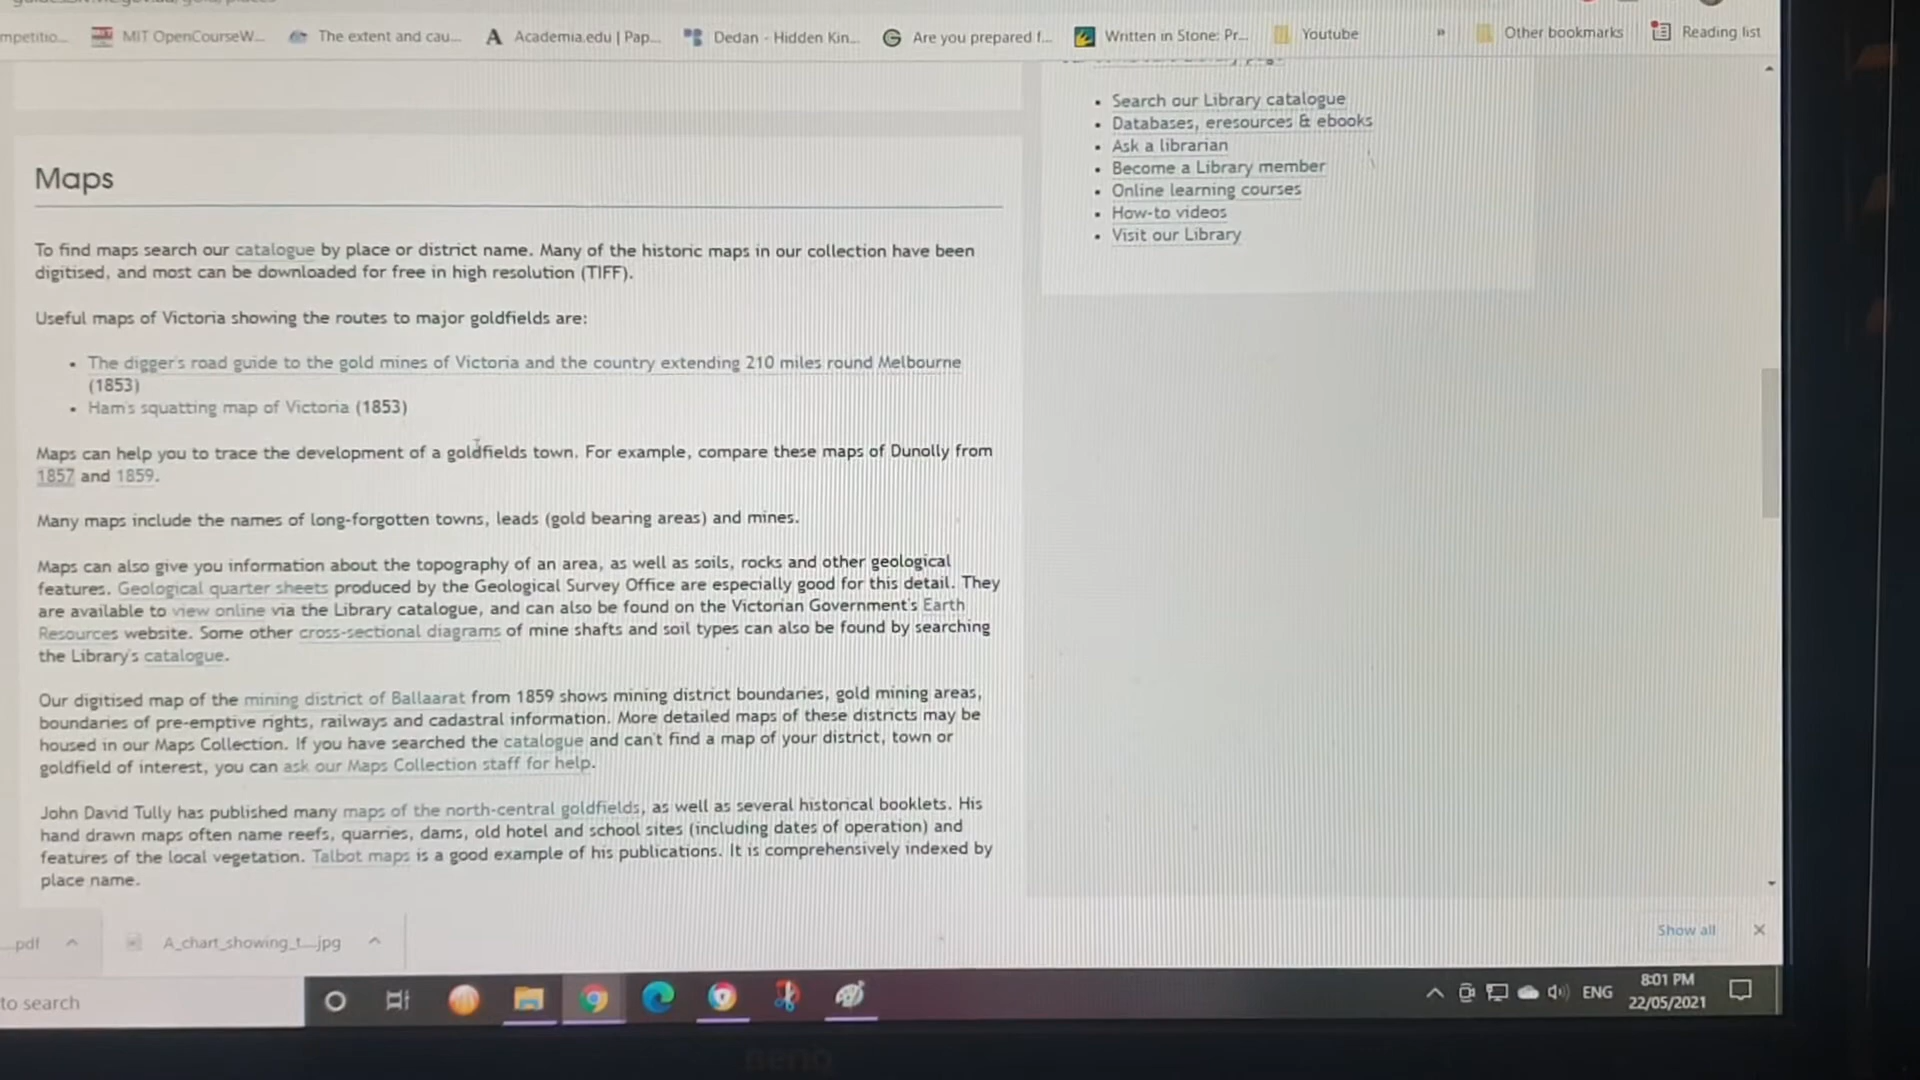 mpetitio... MIT OpenCourseW... The extent and cau... Academia.edu | Pap... Dedan - Hidden Kin... Are you prepared f... Written in Stone: Pr... Youtube » Other bookmarks Reading list
• Search our Library catalogue
• Databases, eresources & ebooks
• Ask a librarian
• Become a Library member
• Online learning courses
• How-to videos
• Visit our Library
Maps
To find maps search our catalogue by place or district name. Many of the historic maps in our collection have been
digitised, and most can be downloaded for free in high resolution (TIFF).
Useful maps of Victoria showing the routes to major goldfields are:
• The digger's road guide to the gold mines of Victoria and the country extending 210 miles round Melbourne
(1853)
• Ham's squatting map of Victoria (1853)
Maps can help you to trace the development of a goldfields town. For example, compare these maps of Dunolly from
1857 and 1859.
Many maps include the names of long-forgotten towns, leads (gold bearing areas) and mines.
Maps can also give you information about the topography of an area, as well as soils, rocks and other geological
features. Geological quarter sheets produced by the Geological Survey Office are especially good for this detail. They
are available to view online via the Library catalogue, and can also be found on the Victorian Government's Earth
Resources website. Some other cross-sectional diagrams of mine shafts and soil types can also be found by searching
the Library's catalogue.
Our digitised map of the mining district of Ballaarat from 1859 shows mining district boundaries, gold mining areas,
boundaries of pre-emptive rights, railways and cadastral information. More detailed maps of these districts may be
housed in our Maps Collection. If you have searched the catalogue and can't find a map of your district, town or
goldfield of interest, you can ask our Maps Collection staff for help.
John David Tully has published many maps of the north-central goldfields, as well as several historical booklets. His
hand drawn maps often name reefs, quarries, dams, old hotel and school sites (including dates of operation) and
features of the local vegetation. Talbot maps is a good example of his publications. It is comprehensively indexed by
place name.
...pdf A_chart_showing_t....jpg Show all
to search ENG 8:01 PM
22/05/2021
BenQ